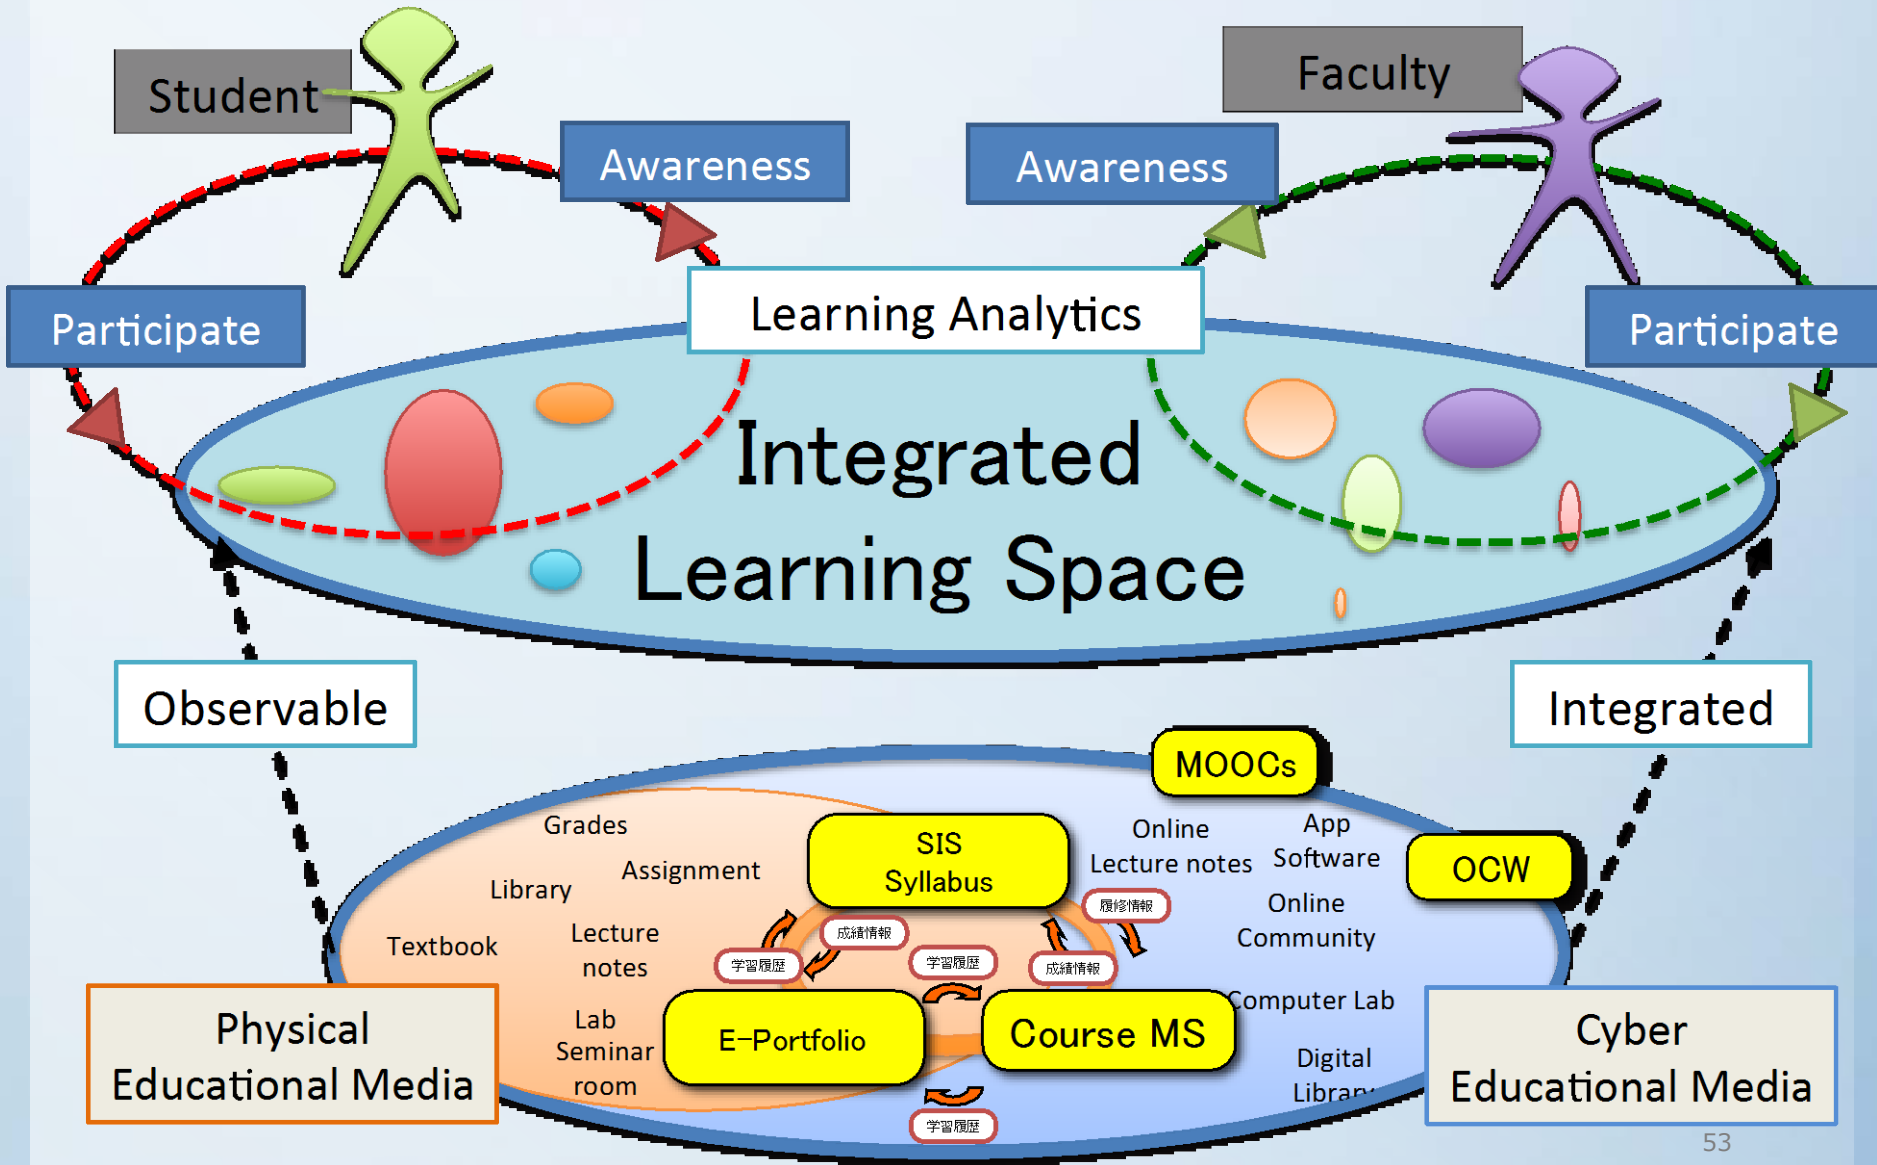 Student
Faculty
Awareness
Awareness
Participate
Learning Analytics
Participate
Integrated
Learning Space
Observable
Integrated
MOOCs
Grades
SIS
Syllabus
Online
Lecture notes
App
Software
OCW
Assignment
Library
履修情報
Online
Community
Textbook
Lecture
notes
成績情報
学習履歴
学習履歴
成績情報
Physical
Educational Media
Lab
Seminar
room
E-Portfolio
Course MS
Computer Lab
Digital
Library
Cyber
Educational Media
学習履歴
53